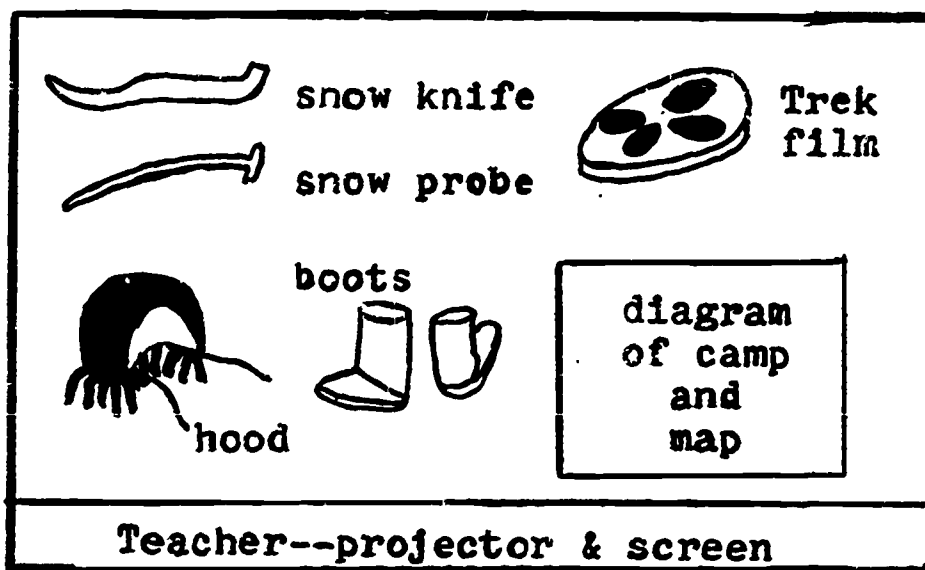 snow knife
Trek
film
snow probe
boots
hood
diagram
of camp
and
map
Teacher--projector & screen